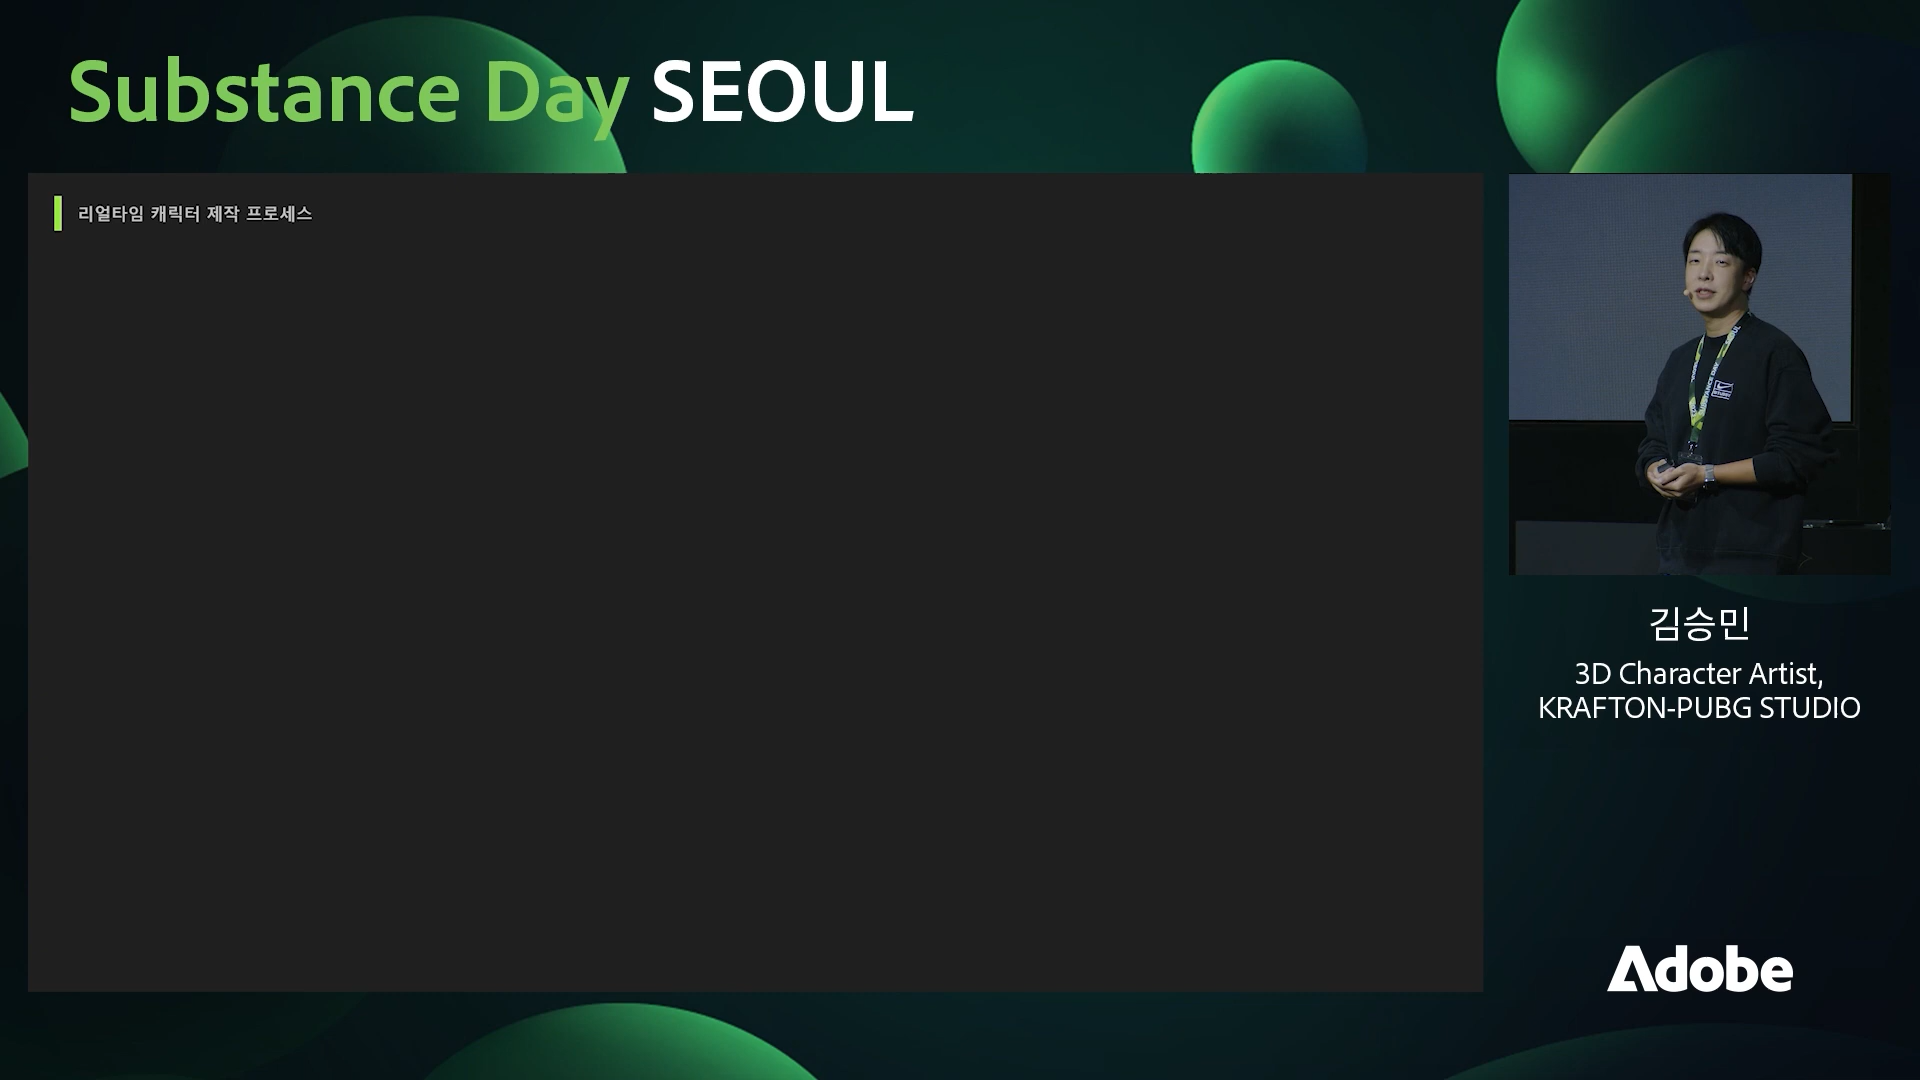 Substance Day SEOUL
리얼타임 캐릭터 제작 프로세스
김승민
3D Character Artist,
KRAFTON-PUBG STUDIO
Adobe